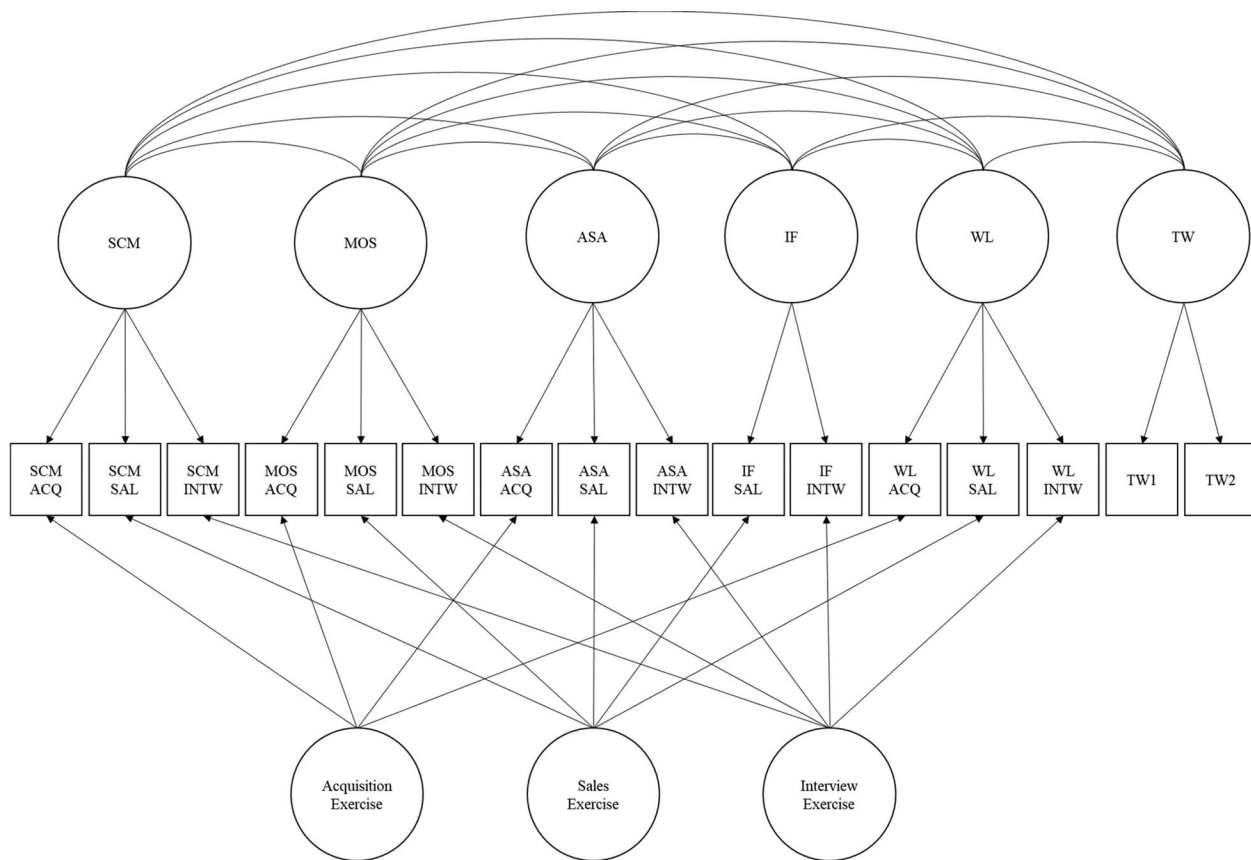 SCM
MOS
ASA
IF
WL
TW
SCM
ACQ
SCM
SAL
SCM
INTW
MOS
ACQ
MOS
SAL
MOS
INTW
ASA
ACQ
ASA
SAL
ASA
INTW
IF
SAL
IF
INTW
WL
ACQ
WL
SAL
WL
INTW
TW1
TW2
Acquisition
Exercise
Sales
Exercise
Interview
Exercise